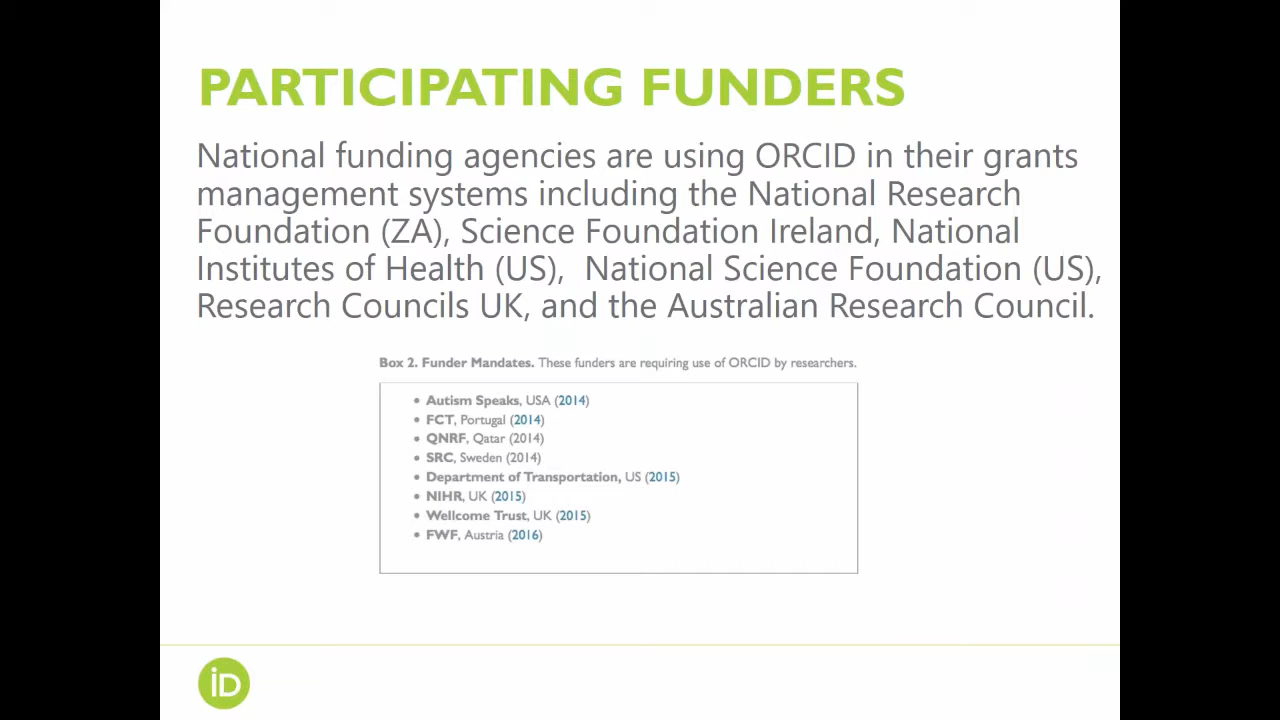 PARTICIPATING FUNDERS
National funding agencies are using ORCID in their grants
management systems including the National Research
Foundation (ZA), Science Foundation Ireland, National
Institutes of Health (US),  National Science Foundation (US),
Research Councils UK, and the Australian Research Council.
Box 2. Funder Mandates. These funders are requiring use of ORCID by researchers.
• Autism Speaks, USA (2014)
• FCT, Portugal (2014)
• QNRF, Qatar (2014)
• SRC, Sweden (2014)
• Department of Transportation, US (2015)
• NIHR, UK (2015)
• Wellcome Trust, UK (2015)
• FWF, Austria (2016)
iD